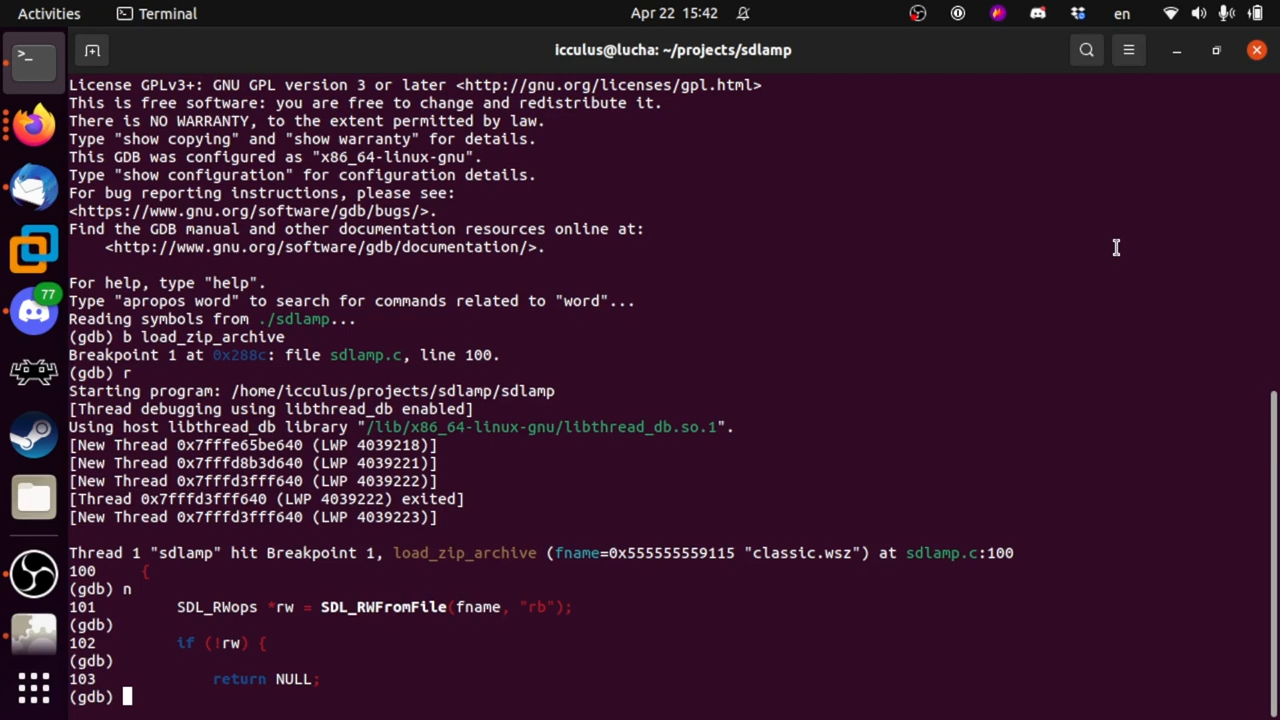 Activities
Terminal
Apr 22 15:42
en
icculus@lucha: ~/projects/sdlamp
License GPLv3+: GNU GPL version 3 or later <http://gnu.org/licenses/gpl.html>
This is free software: you are free to change and redistribute it.
There is NO WARRANTY, to the extent permitted by law.
Type "show copying" and "show warranty" for details.
This GDB was configured as "x86_64-linux-gnu".
Type "show configuration" for configuration details.
For bug reporting instructions, please see:
<https://www.gnu.org/software/gdb/bugs/>.
Find the GDB manual and other documentation resources online at:
    <http://www.gnu.org/software/gdb/documentation/>.
For help, type "help".
Type "apropos word" to search for commands related to "word"...
Reading symbols from ./sdlamp...
(gdb) b load_zip_archive
Breakpoint 1 at 0x288c: file sdlamp.c, line 100.
(gdb) r
Starting program: /home/icculus/projects/sdlamp/sdlamp
[Thread debugging using libthread_db enabled]
Using host libthread_db library "/lib/x86_64-linux-gnu/libthread_db.so.1".
[New Thread 0x7fffe65be640 (LWP 4039218)]
[New Thread 0x7fffd8b3d640 (LWP 4039221)]
[New Thread 0x7fffd3fff640 (LWP 4039222)]
[Thread 0x7fffd3fff640 (LWP 4039222) exited]
[New Thread 0x7fffd3fff640 (LWP 4039223)]
Thread 1 "sdlamp" hit Breakpoint 1, load_zip_archive (fname=0x555555559115 "classic.wsz") at sdlamp.c:100
100     {
(gdb) n
101         SDL_RWops *rw = SDL_RWFromFile(fname, "rb");
(gdb)
102         if (!rw) {
(gdb)
103             return NULL;
(gdb)
77